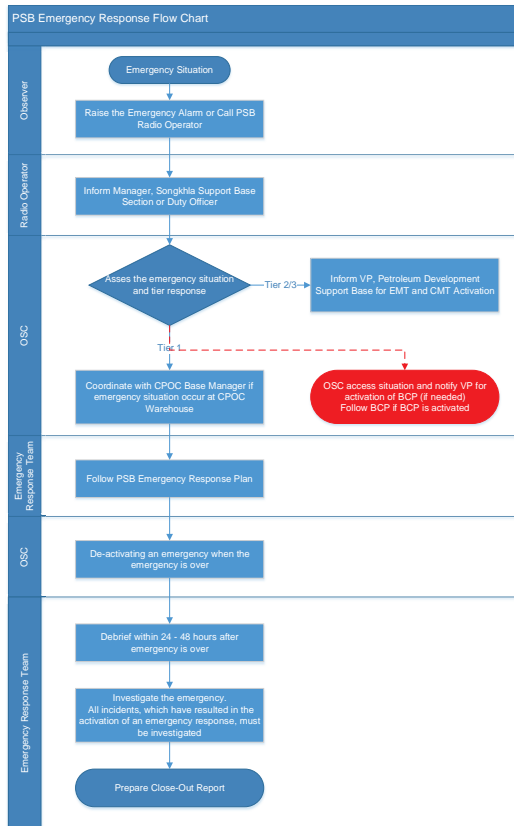 PSB Emergency Response Flow Chart
Observer
Emergency Situation
Raise the Emergency Alarm or Call PSB
Radio Operator
Radio Operator
Inform Manager, Songkhla Support Base
Section or Duty Officer
OSC
Asses the emergency situation
and tier response
Tier 2/3
Inform VP, Petroleum Development
Support Base for EMT and CMT Activation
Tier 1
Coordinate with CPOC Base Manager if
emergency situation occur at CPOC
Warehouse
OSC access situation and notify VP for
activation of BCP (if needed)
Follow BCP if BCP is activated
Emergency
Response Team
Follow PSB Emergency Response Plan
OSC
De-activating an emergency when the
emergency is over
Emergency Response Team
Debrief within 24 - 48 hours after
emergency is over
Investigate the emergency.
All incidents, which have resulted in the
activation of an emergency response, must
be investigated
Prepare Close-Out Report